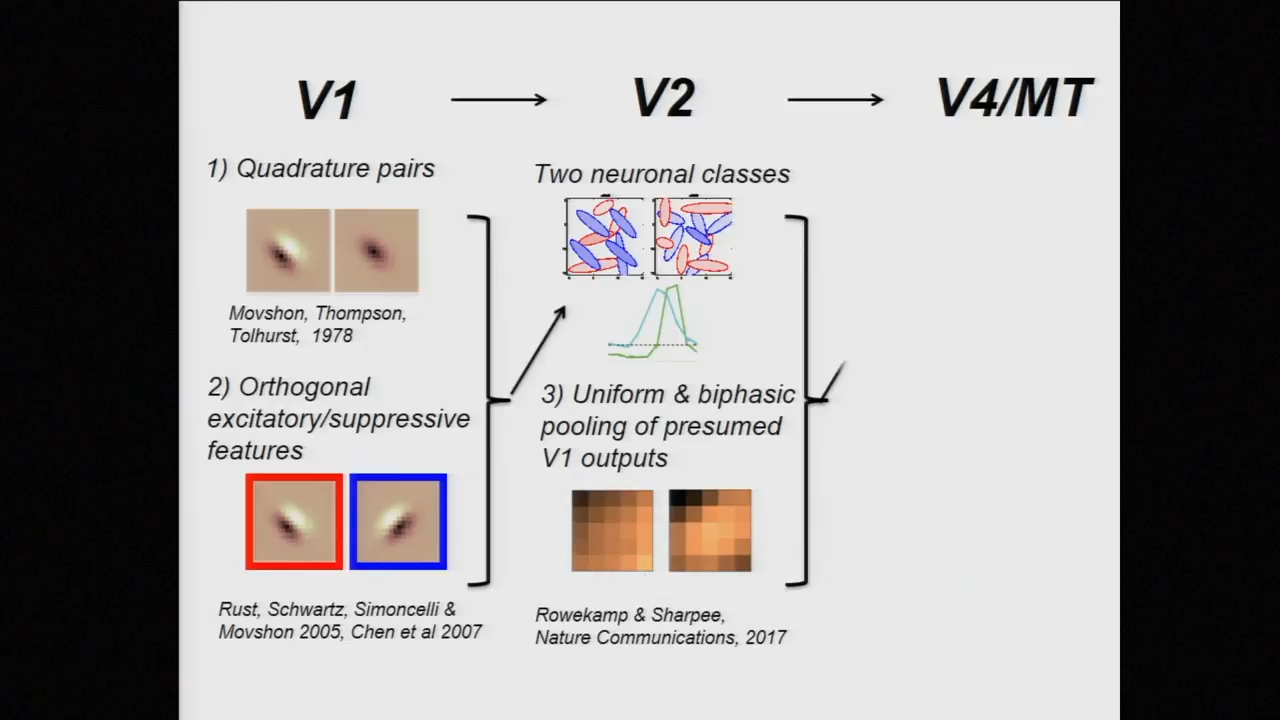 V1
V2
V4/MT
1) Quadrature pairs
Movshon, Thompson,
Tolhurst, 1978
2) Orthogonal
excitatory/suppressive
features
Rust, Schwartz, Simoncelli &
Movshon 2005, Chen et al 2007
Two neuronal classes
3) Uniform & biphasic
pooling of presumed
V1 outputs
Rowekamp & Sharpee,
Nature Communications, 2017